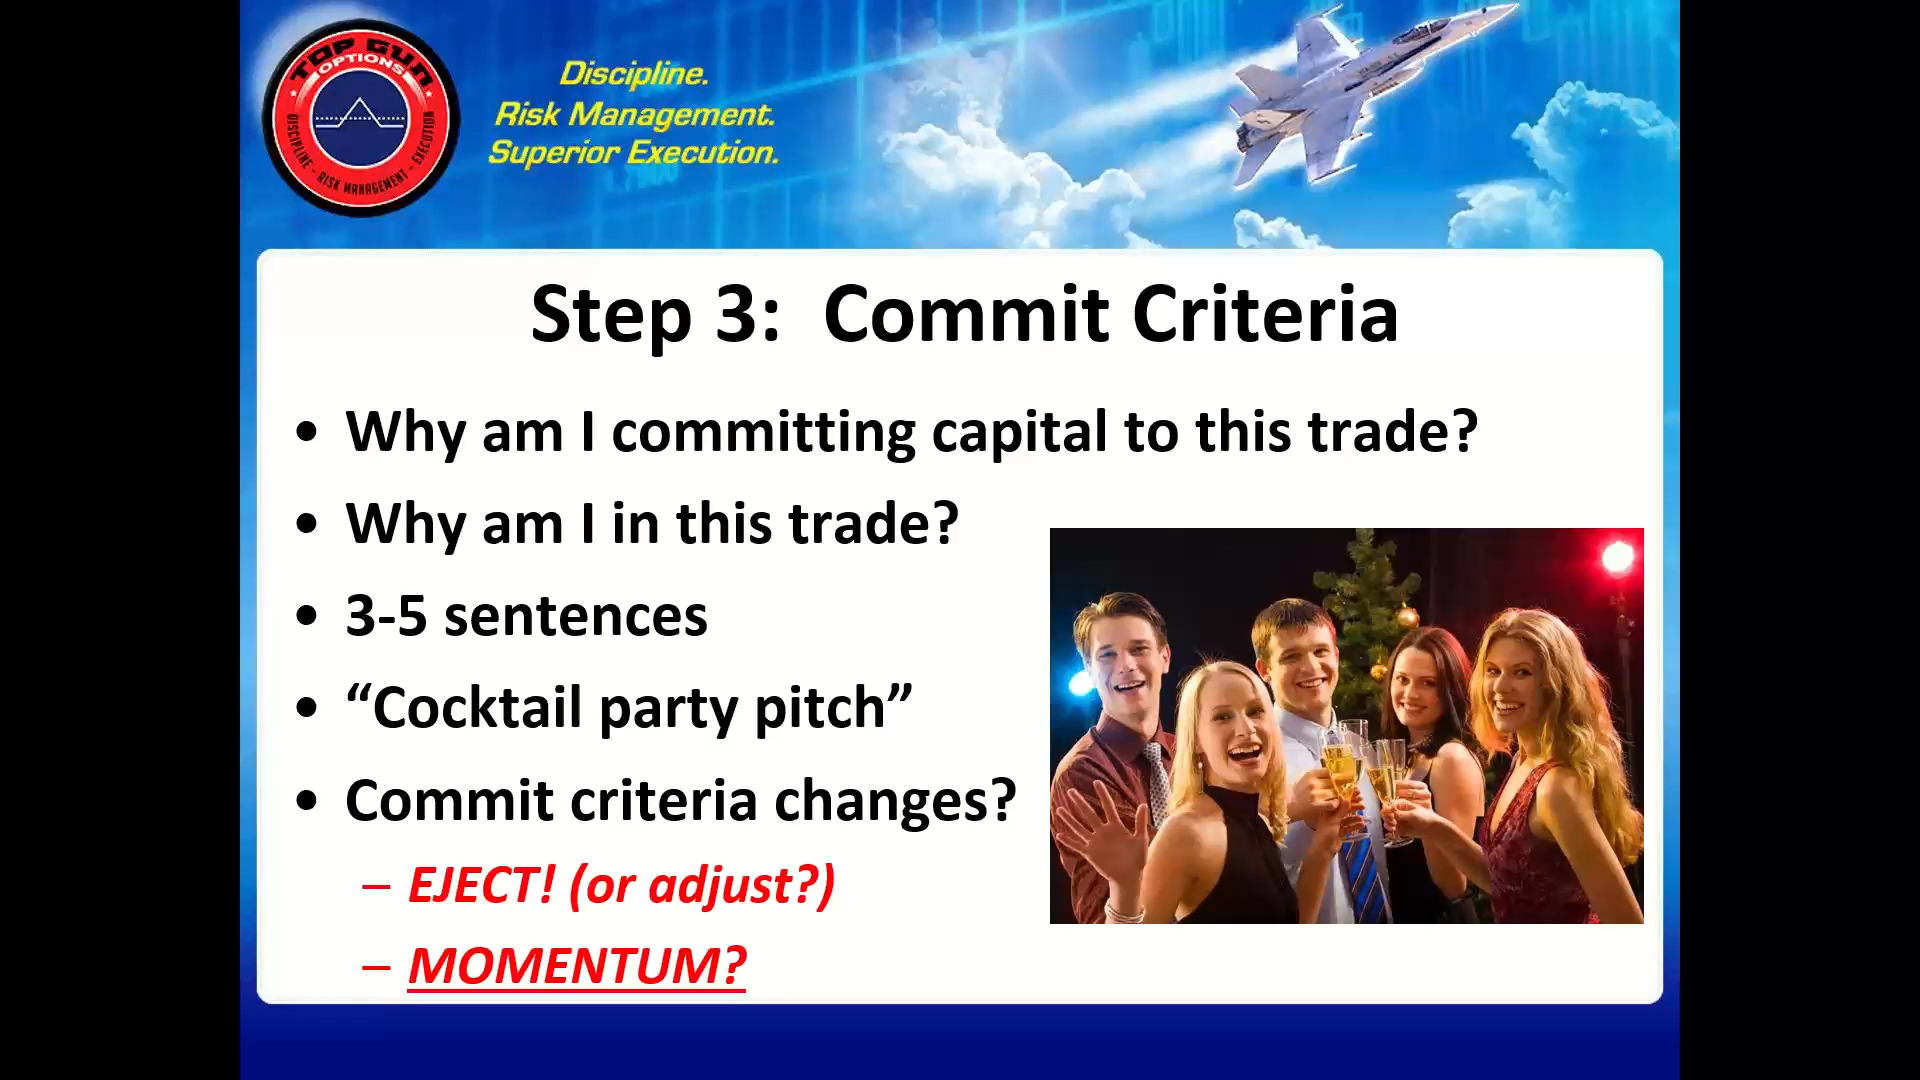 TOP GUN
OPTIONS
DISCIPLINE - RISK MANAGEMENT - EXECUTION
Discipline.
Risk Management.
Superior Execution.
Step 3: Commit Criteria
• Why am I committing capital to this trade?
• Why am I in this trade?
• 3-5 sentences
• “Cocktail party pitch”
• Commit criteria changes?
– EJECT! (or adjust?)
– MOMENTUM?